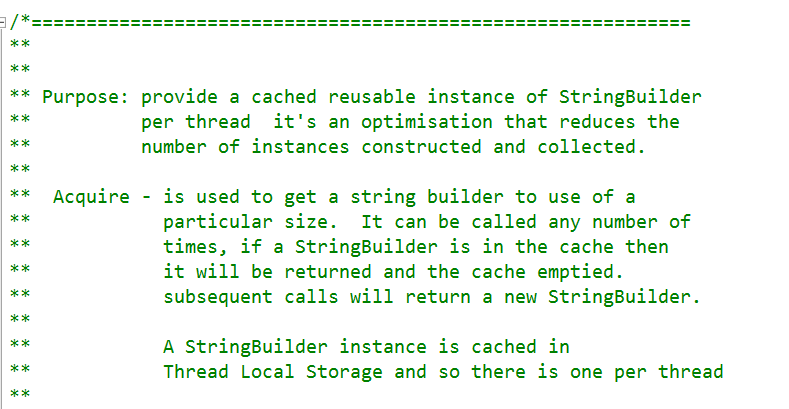 /*============================================================
**
**
** Purpose: provide a cached reusable instance of StringBuilder
**          per thread  it's an optimisation that reduces the
**          number of instances constructed and collected.
**
**  Acquire - is used to get a string builder to use of a
**            particular size.  It can be called any number of
**            times, if a StringBuilder is in the cache then
**            it will be returned and the cache emptied.
**            subsequent calls will return a new StringBuilder.
**
**            A StringBuilder instance is cached in
**            Thread Local Storage and so there is one per thread
**